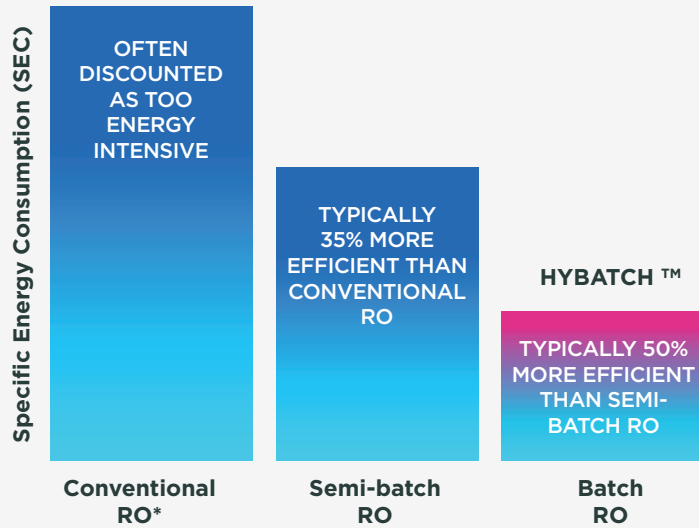 Specific Energy Consumption (SEC)
OFTEN
DISCOUNTED
AS TOO
ENERGY
INTENSIVE
TYPICALLY
35% MORE
EFFICIENT THAN
CONVENTIONAL
RO
HYBATCH ™
TYPICALLY 50%
MORE EFFICIENT
THAN SEMI-
BATCH RO
Conventional
RO*
Semi-batch
RO
Batch
RO